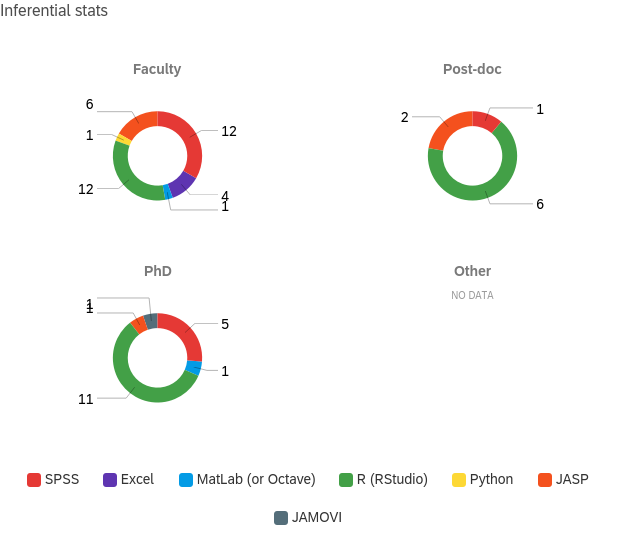 Inferential stats
Faculty
Post-doc
6
12
1
1
2
12
4
1
6
PhD
Other
NO DATA
1
1
5
1
11
SPSS
Excel
MatLab (or Octave)
R (RStudio)
Python
JASP
JAMOVI